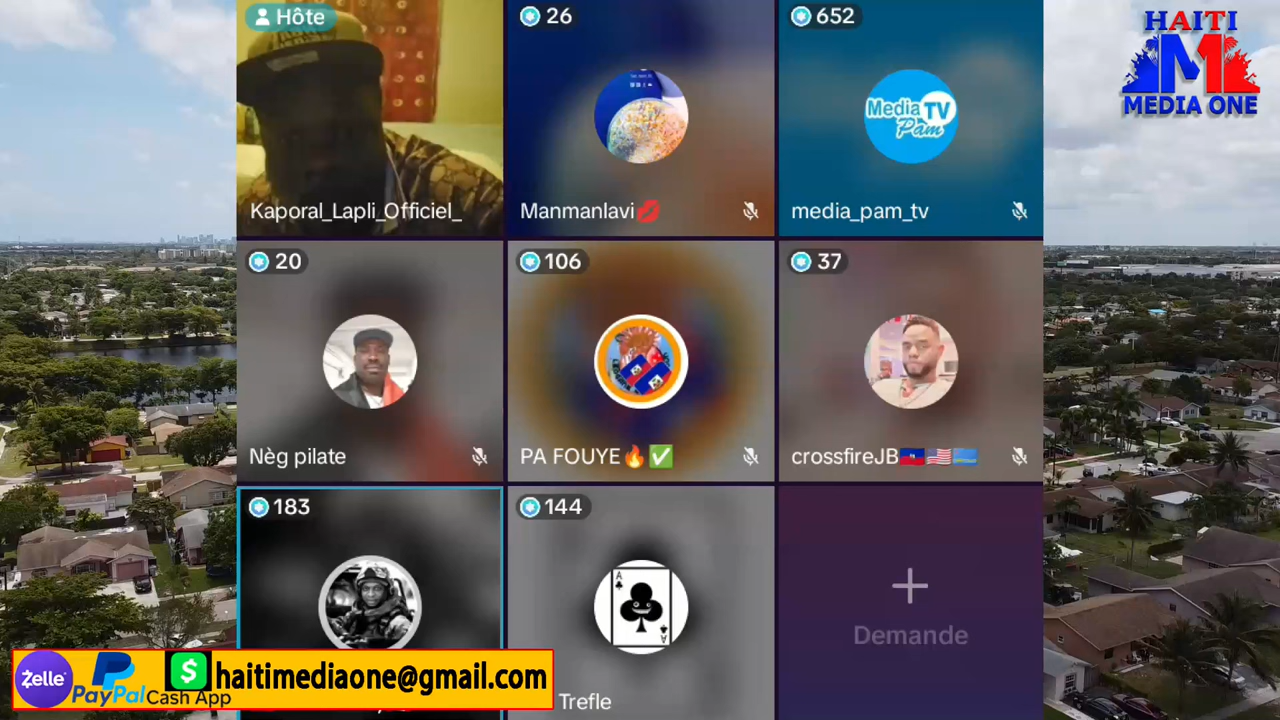 Hôte
26
652
HAITI
MEDIA ONE
Media TV
Pam
Kaporal_Lapli_Officiel_
Manmanlavi💋
media_pam_tv
20
106
37
Nèg pilate
PA FOUYE🔥✅
crossfireJB🇭🇹🇺🇸🇦🇼
183
144
A
A
Demande
Zelle
PayPal
Cash App
haitimediaone@gmail.com
Trefle